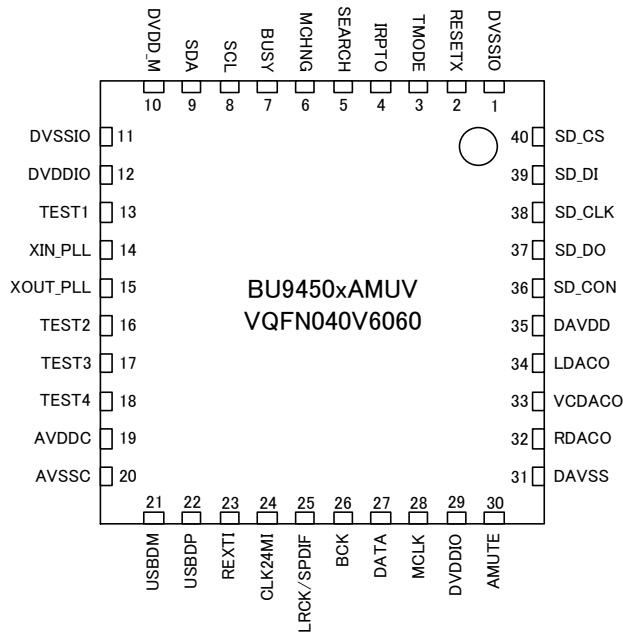 DVDD_M SDA SCL BUSY MCHNG SEARCH IRPTO TMODE RESETX DVSSIO
10 9 8 7 6 5 4 3 2 1
DVSSIO 11
DVDDIO 12
TEST1 13
XIN_PLL 14
XOUT_PLL 15
TEST2 16
TEST3 17
TEST4 18
AVDDC 19
AVSSC 20
BU9450xAMUV
VQFN040V6060
40 SD_CS
39 SD_DI
38 SD_CLK
37 SD_DO
36 SD_CON
35 DAVDD
34 LDACO
33 VCDACO
32 RDACO
31 DAVSS
21 22 23 24 25 26 27 28 29 30
USBDM USBDP REXTI CLK24MI LRCK/SPDIF BCK DATA MCLK DVDDIO AMUTE